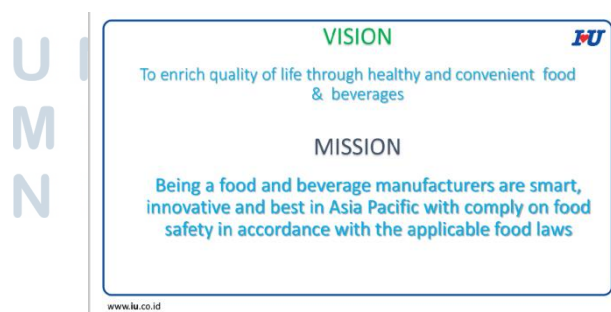 U I
M
N
VISION
I♥U
To enrich quality of life through healthy and convenient food
& beverages
MISSION
Being a food and beverage manufacturers are smart,
innovative and best in Asia Pacific with comply on food
safety in accordance with the applicable food laws
www.iu.co.id